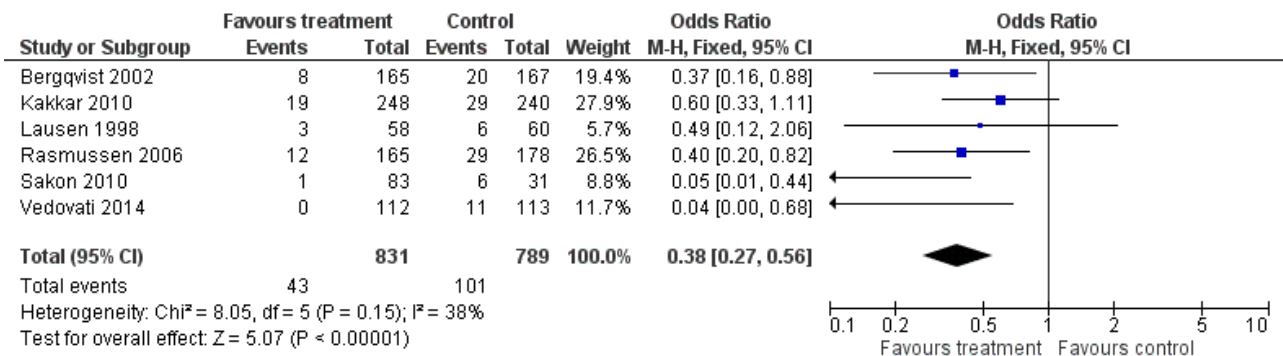 Favours treatment Control Odds Ratio Odds Ratio
Study or Subgroup Events Total Events Total Weight M-H, Fixed, 95% CI M-H, Fixed, 95% CI
Bergqvist 2002 8 165 20 167 19.4% 0.37 [0.16, 0.88]
Kakkar 2010 19 248 29 240 27.9% 0.60 [0.33, 1.11]
Lausen 1998 3 58 6 60 5.7% 0.49 [0.12, 2.06]
Rasmussen 2006 12 165 29 178 26.5% 0.40 [0.20, 0.82]
Sakon 2010 1 83 6 31 8.8% 0.05 [0.01, 0.44]
Vedovati 2014 0 112 11 113 11.7% 0.04 [0.00, 0.68]
Total (95% CI) 831 789 100.0% 0.38 [0.27, 0.56]
Total events 43 101
Heterogeneity: Chi² = 8.05, df = 5 (P = 0.15); I² = 38%
Test for overall effect: Z = 5.07 (P < 0.00001)
0.1 0.2 0.5 1 2 5 10
Favours treatment Favours control